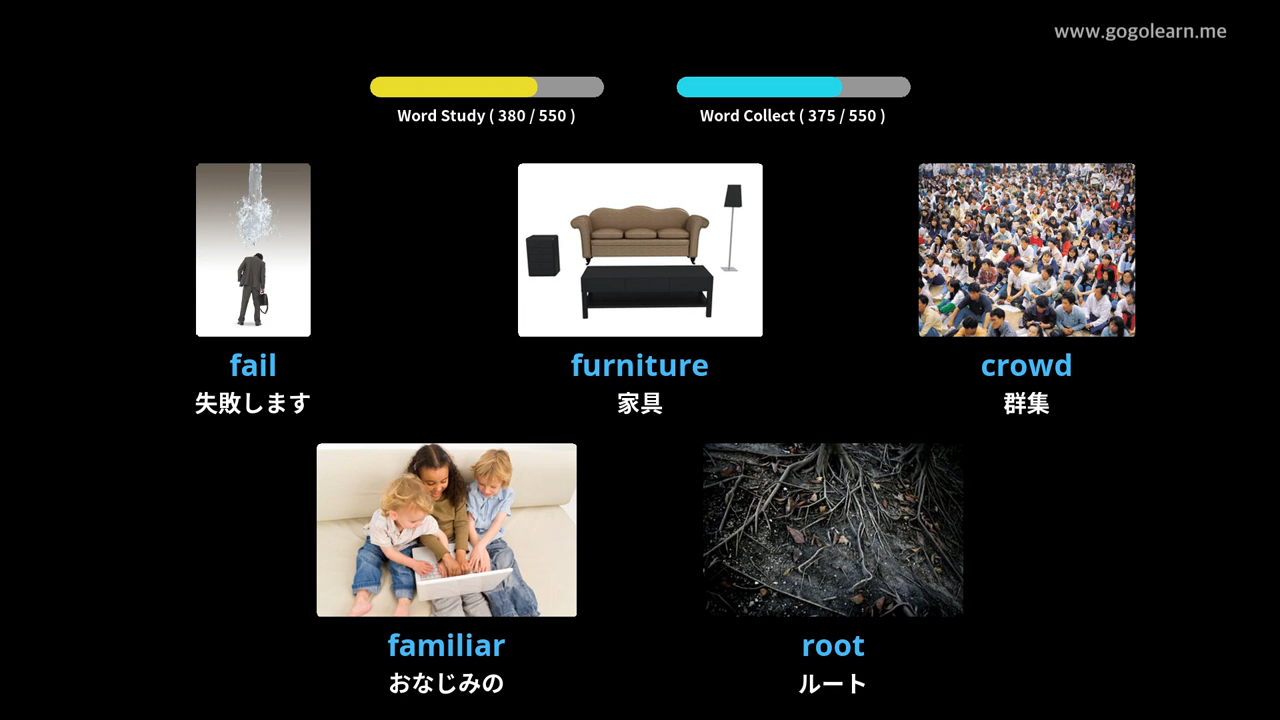 www.gogolearn.me
Word Study ( 380 / 550 )
Word Collect ( 375 / 550 )
fail
失敗します
furniture
家具
crowd
群集
familiar
おなじみの
root
ルート